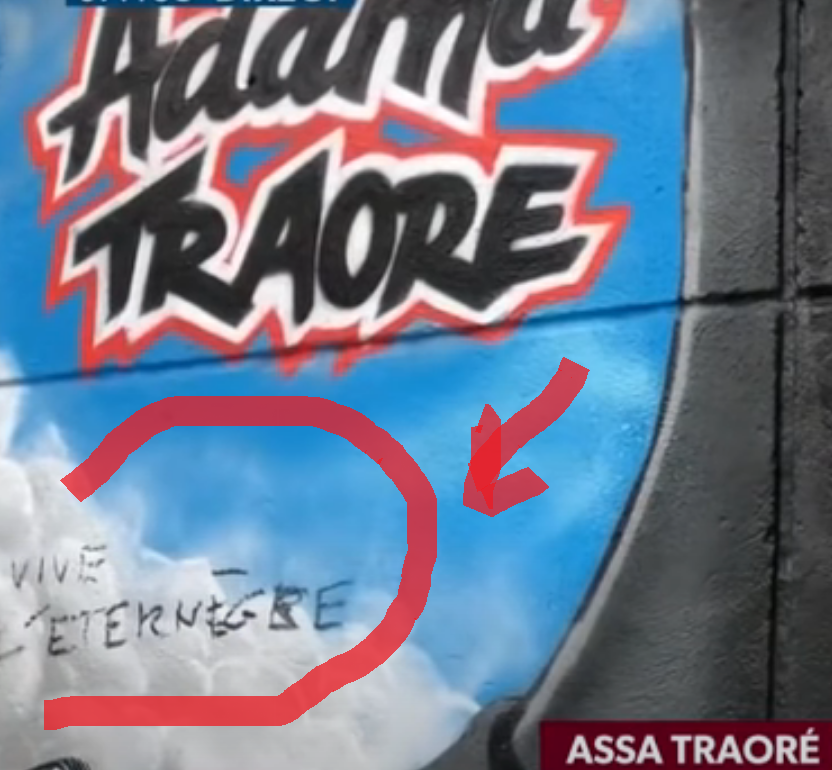 Adama
TRAORE
VIVE
L'ETERNEGRE
ASSA TRAORÉ